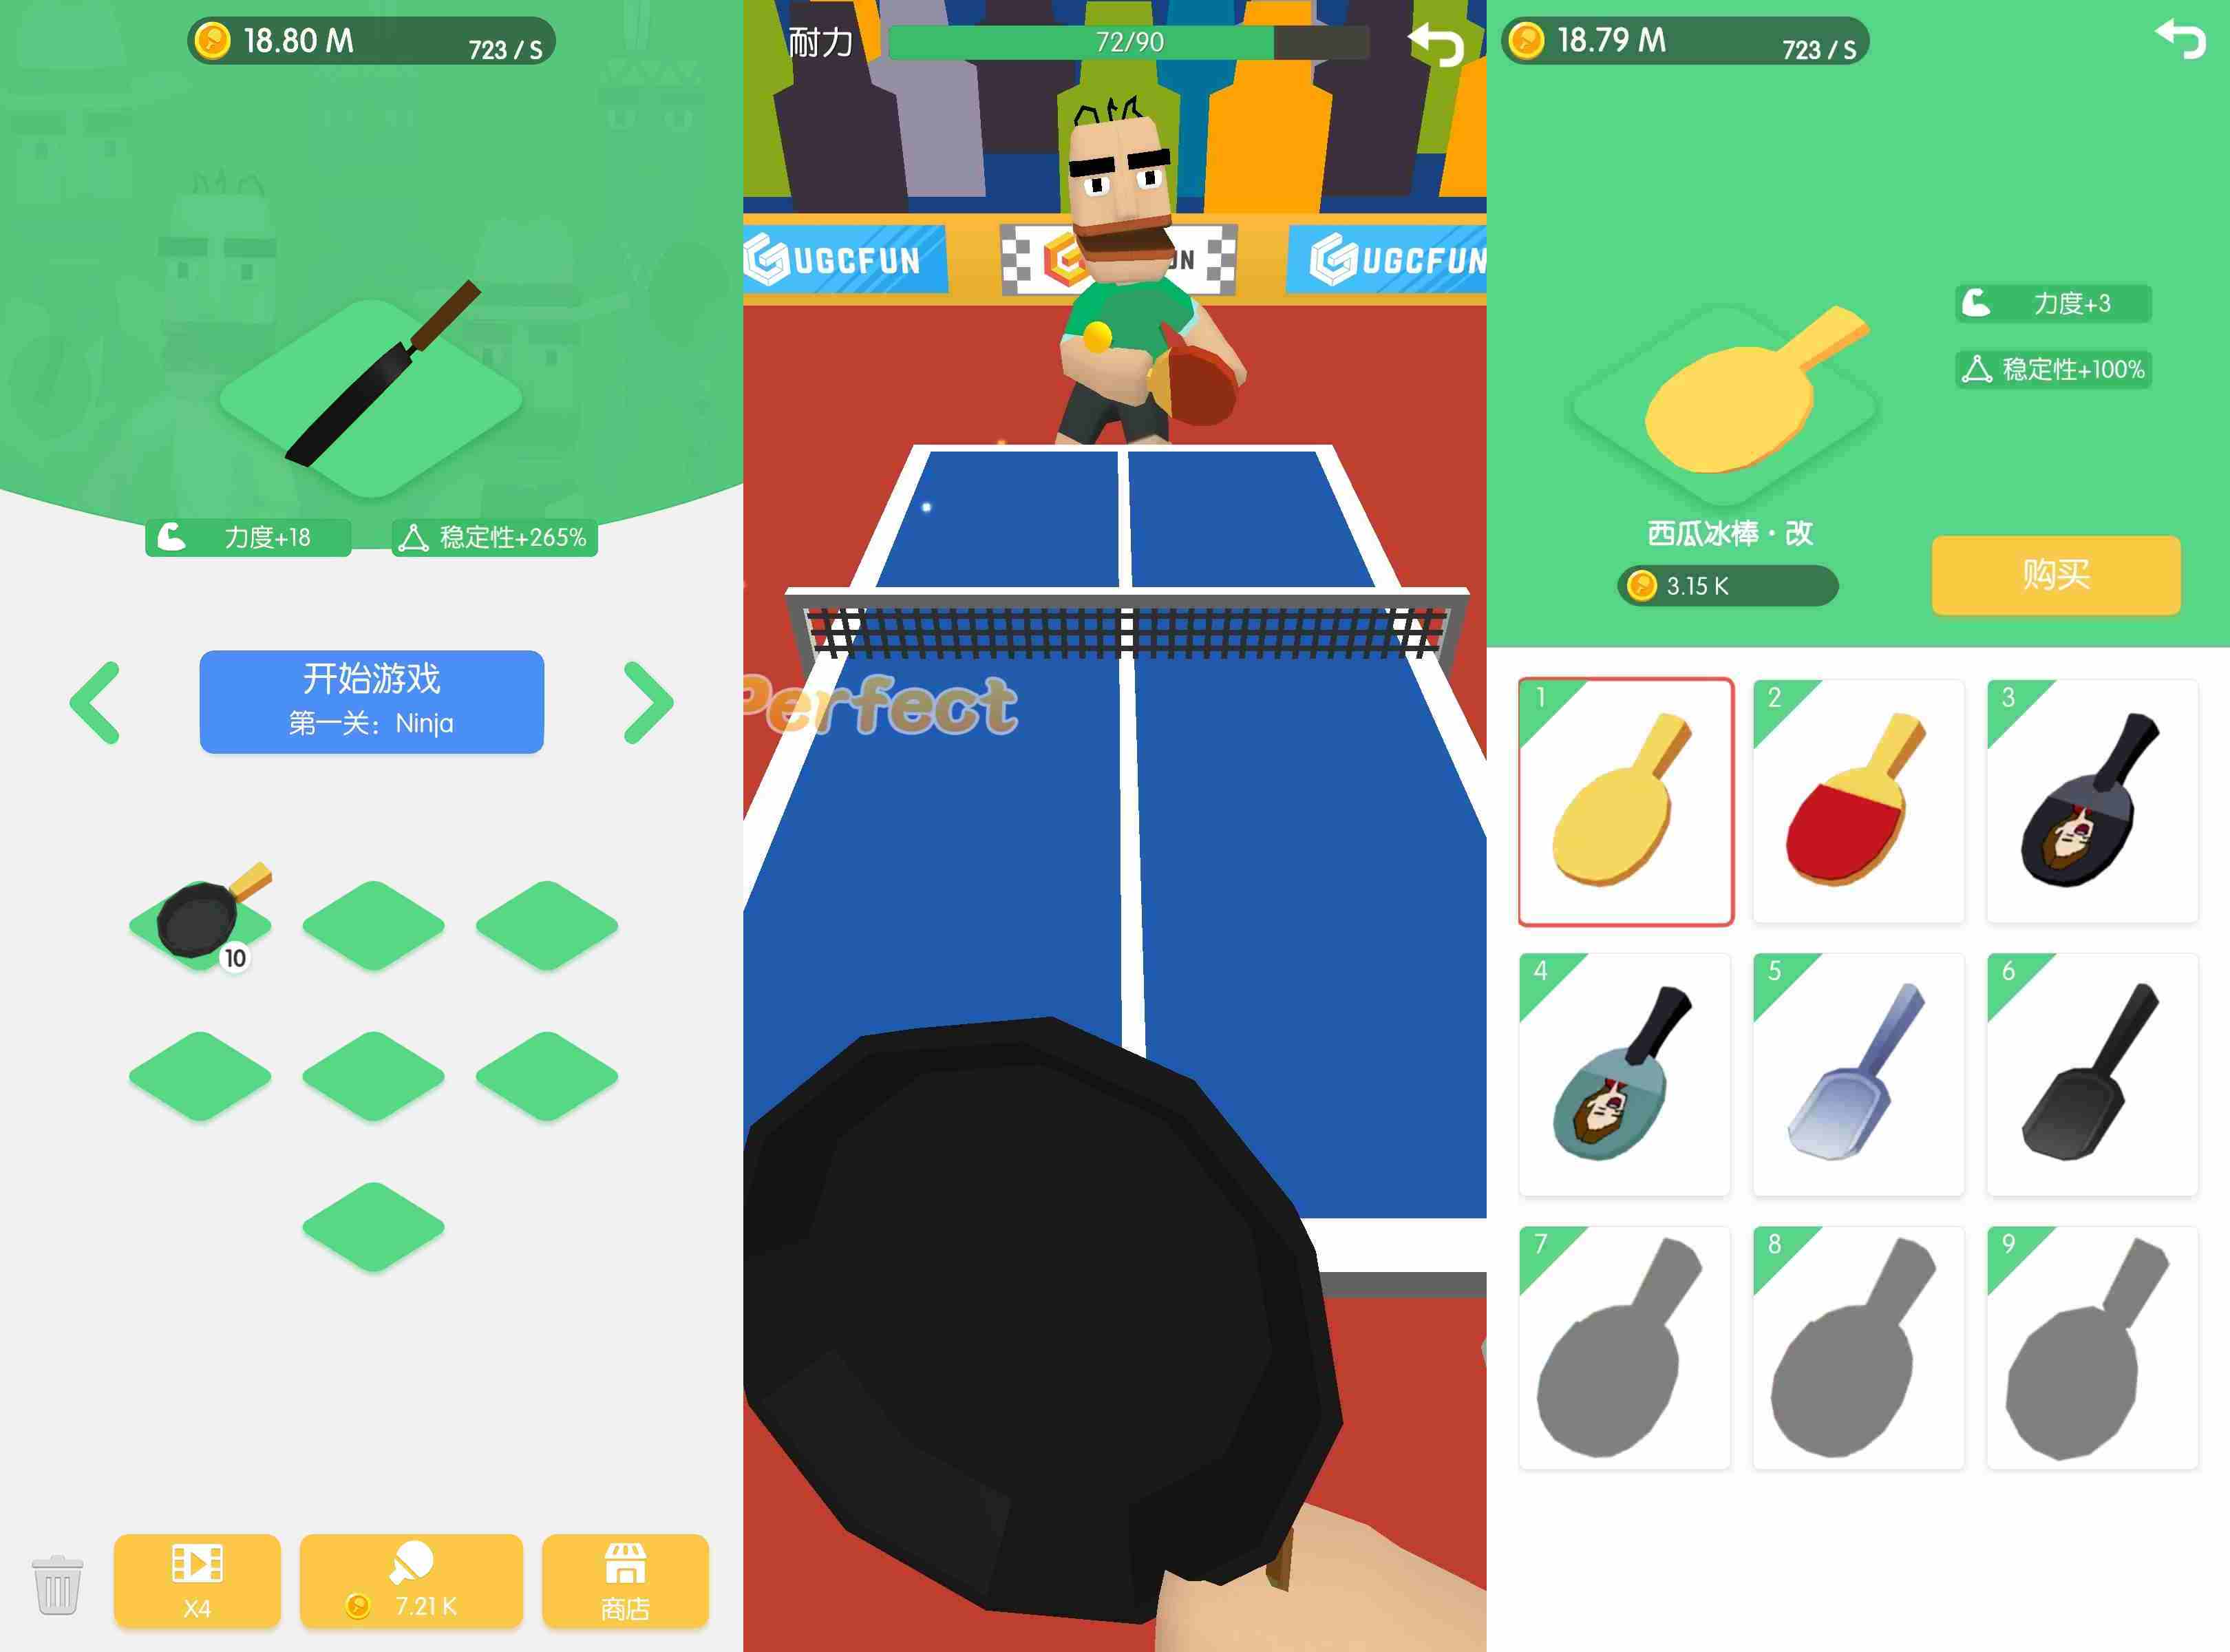 18.80 M
723 / S
力度+18
稳定性+265%
开始游戏
第一关：Ninja
10
X4
7.21 K
商店
耐力
72/90
UGCFUN
UN
UGCFUN
Perfect
18.79 M
723 / S
力度+3
稳定性+100%
西瓜冰棒·改
3.15 K
购买
1
2
3
4
5
6
7
8
9